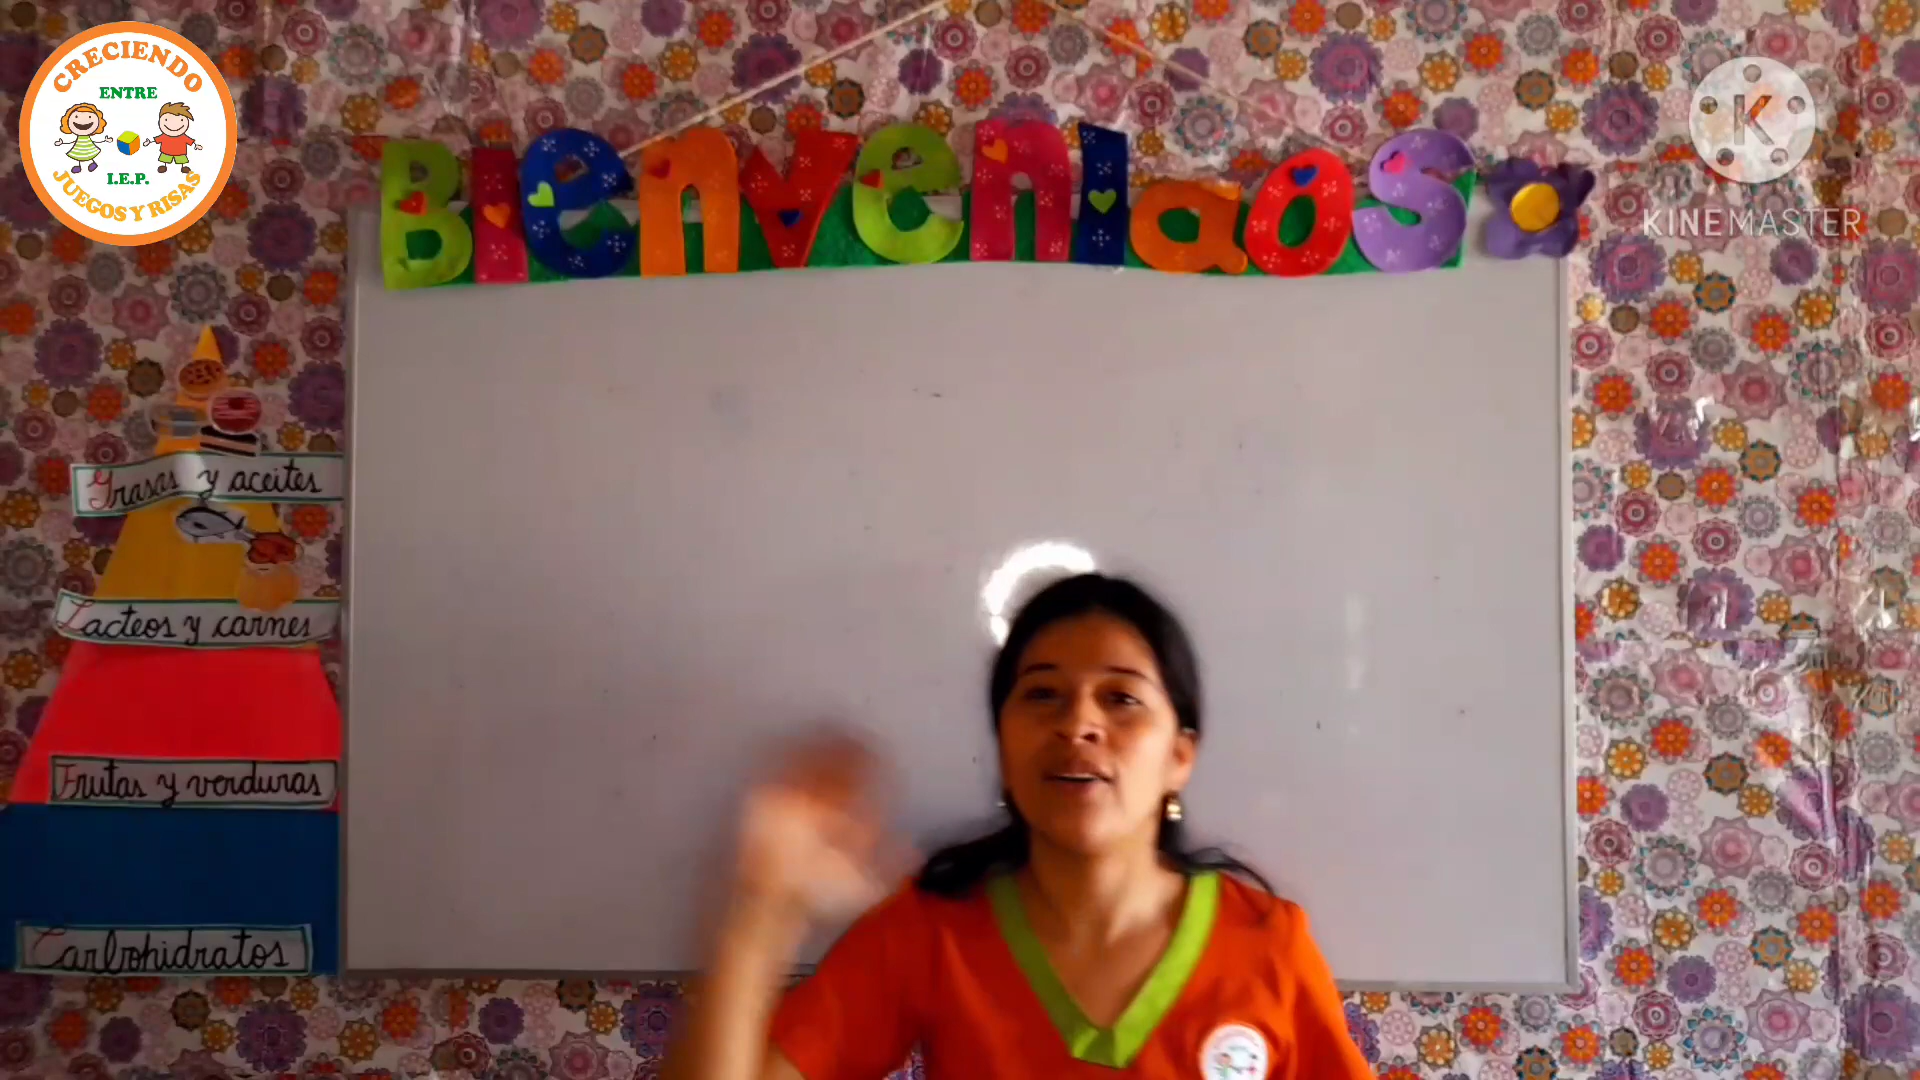 CRECIENDO
ENTRE
I.E.P.
JUEGOS Y RISAS
KINEMASTER
BIenvenIdos
Grasas y aceites
Lacteos y carnes
Frutas y verduras
Carbohidratos